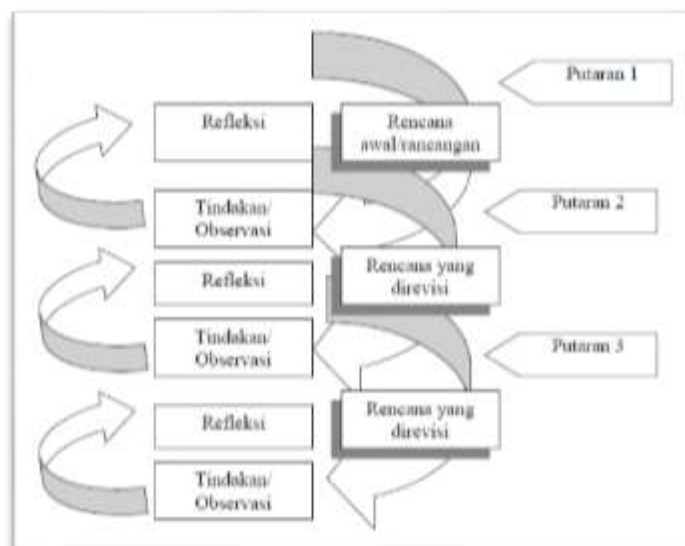 Putaran 1
Refleksi
Rencana
awal/rancangan
Putaran 2
Tindakan/
Observasi
Rencana yang
direvisi
Refleksi
Putaran 3
Tindakan/
Observasi
Rencana yang
direvisi
Refleksi
Tindakan/
Observasi